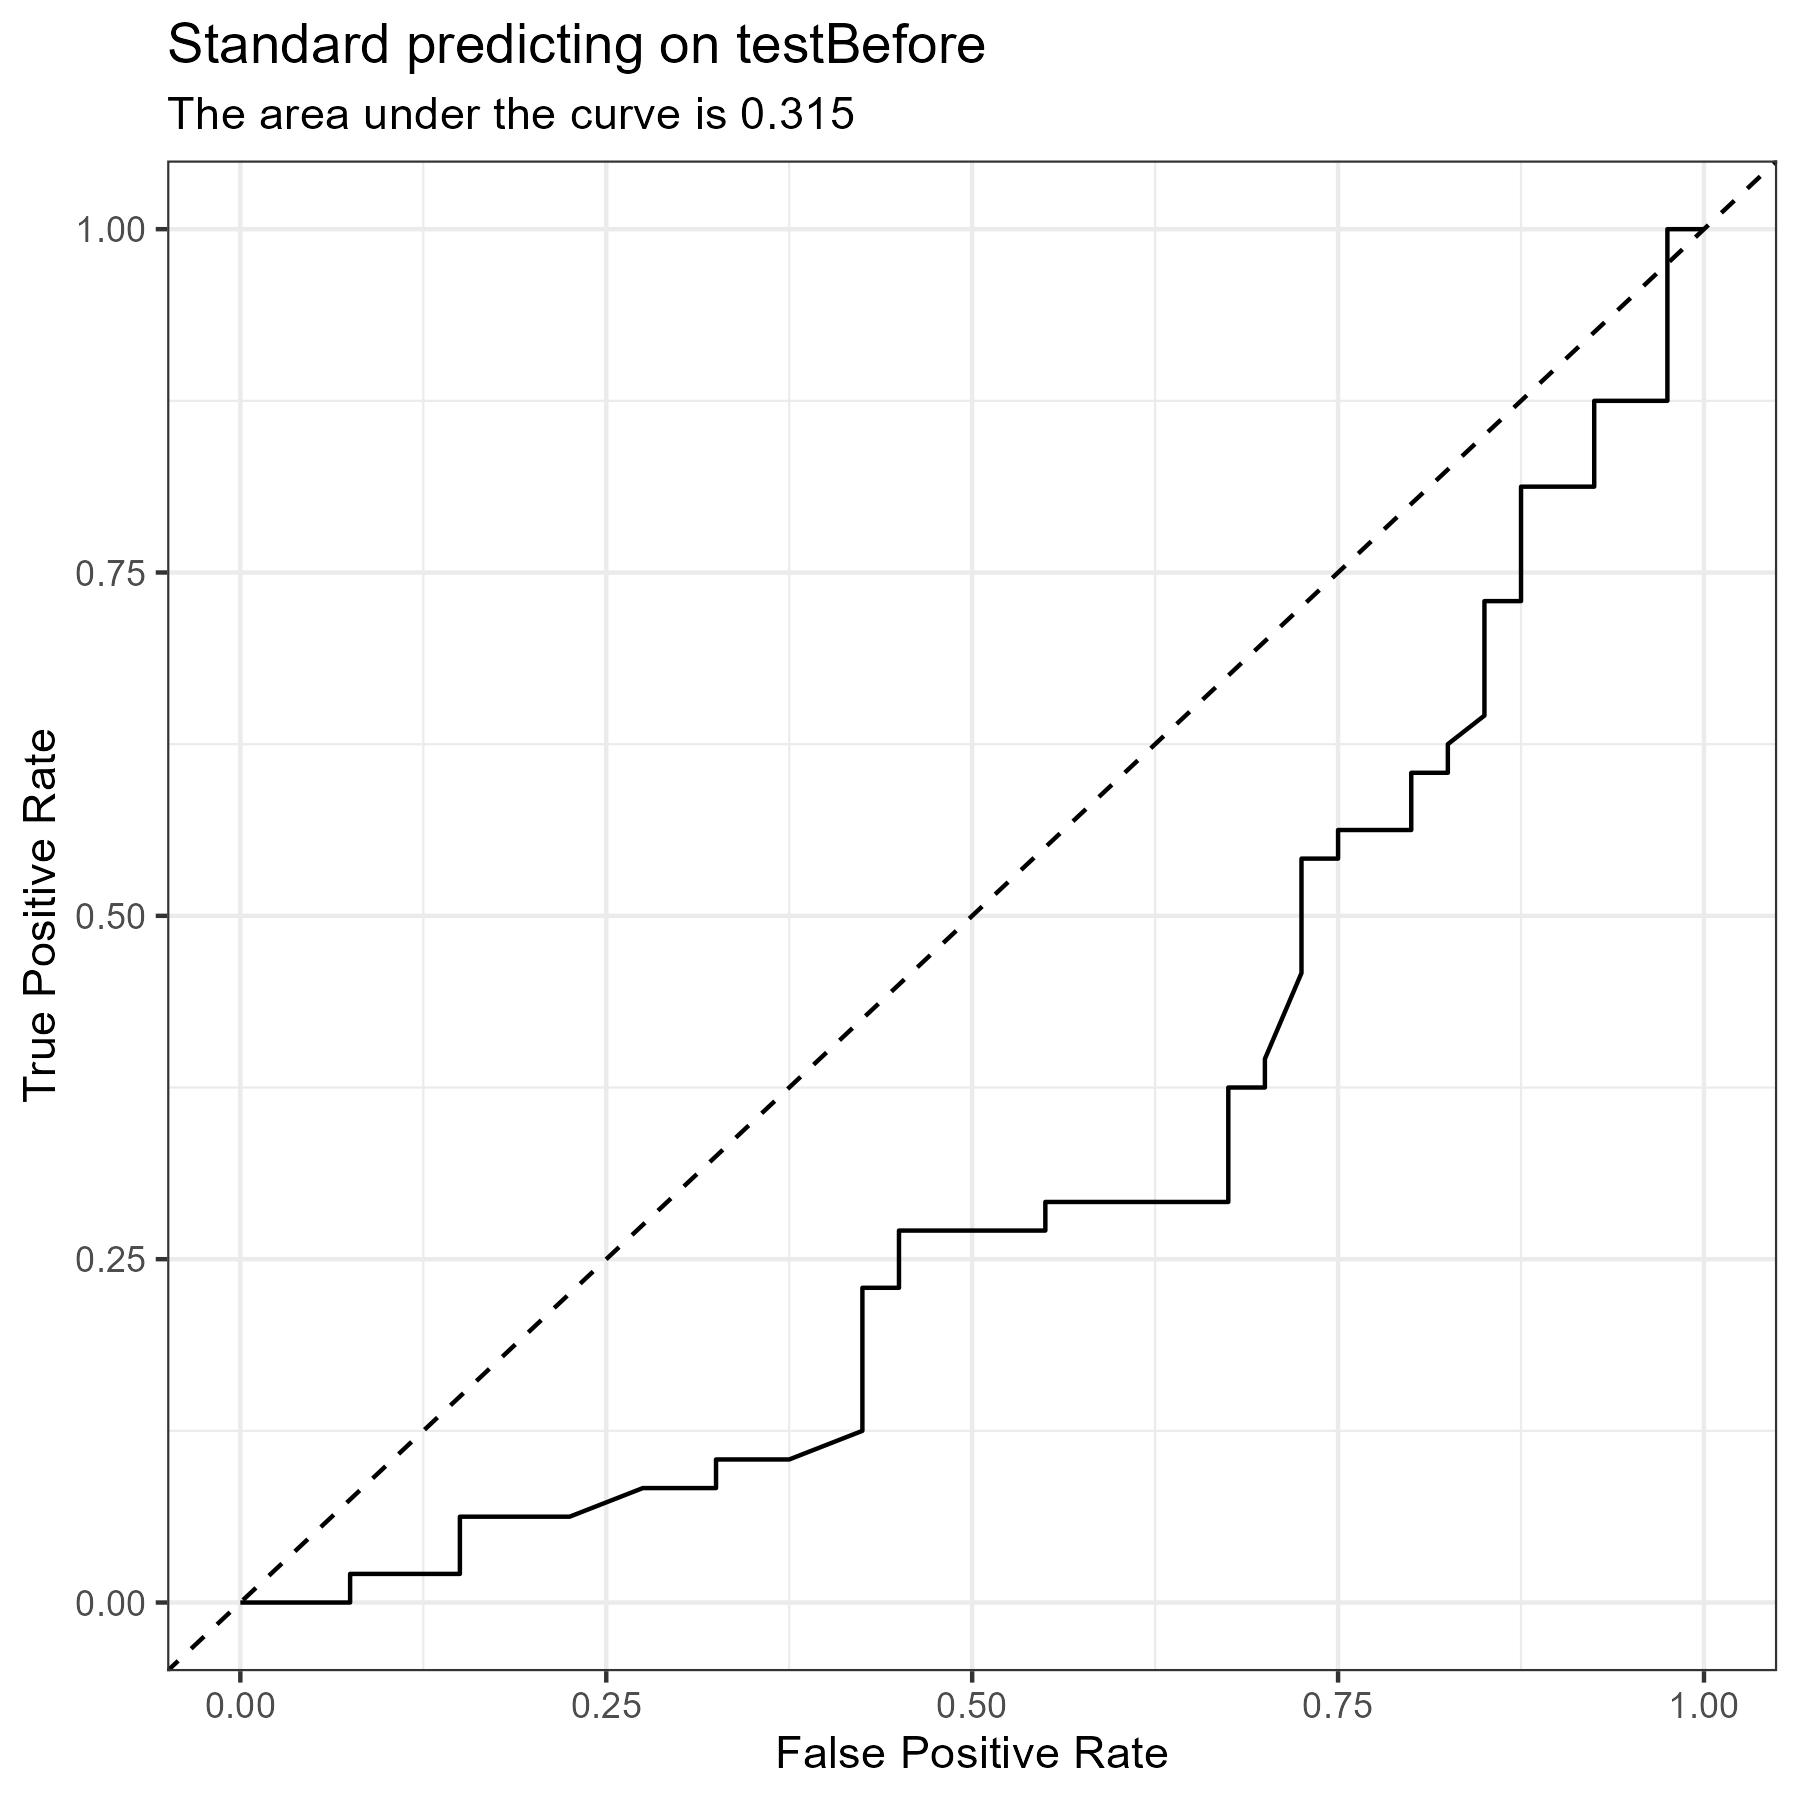 Standard predicting on testBefore
The area under the curve is 0.315
True Positive Rate
1.00
0.75
0.50
0.25
0.00
0.00 0.25 0.50 0.75 1.00
False Positive Rate